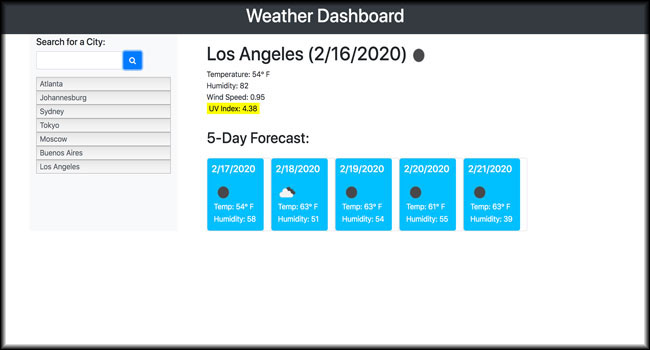 Weather Dashboard
Search for a City:
Atlanta
Johannesburg
Sydney
Tokyo
Moscow
Buenos Aires
Los Angeles
Los Angeles (2/16/2020)
Temperature: 54° F
Humidity: 82
Wind Speed: 0.95
UV Index: 4.38
5-Day Forecast:
2/17/2020
Temp: 54° F
Humidity: 58
2/18/2020
Temp: 63° F
Humidity: 51
2/19/2020
Temp: 63° F
Humidity: 54
2/20/2020
Temp: 61° F
Humidity: 55
2/21/2020
Temp: 63° F
Humidity: 39